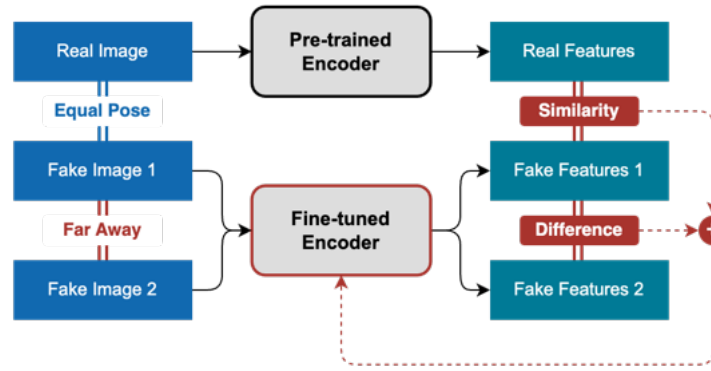 Real Image
Pre-trained
Encoder
Real Features
Equal Pose
Similarity
Fake Image 1
Fake Features 1
Far Away
Fine-tuned
Encoder
Difference
Fake Image 2
Fake Features 2